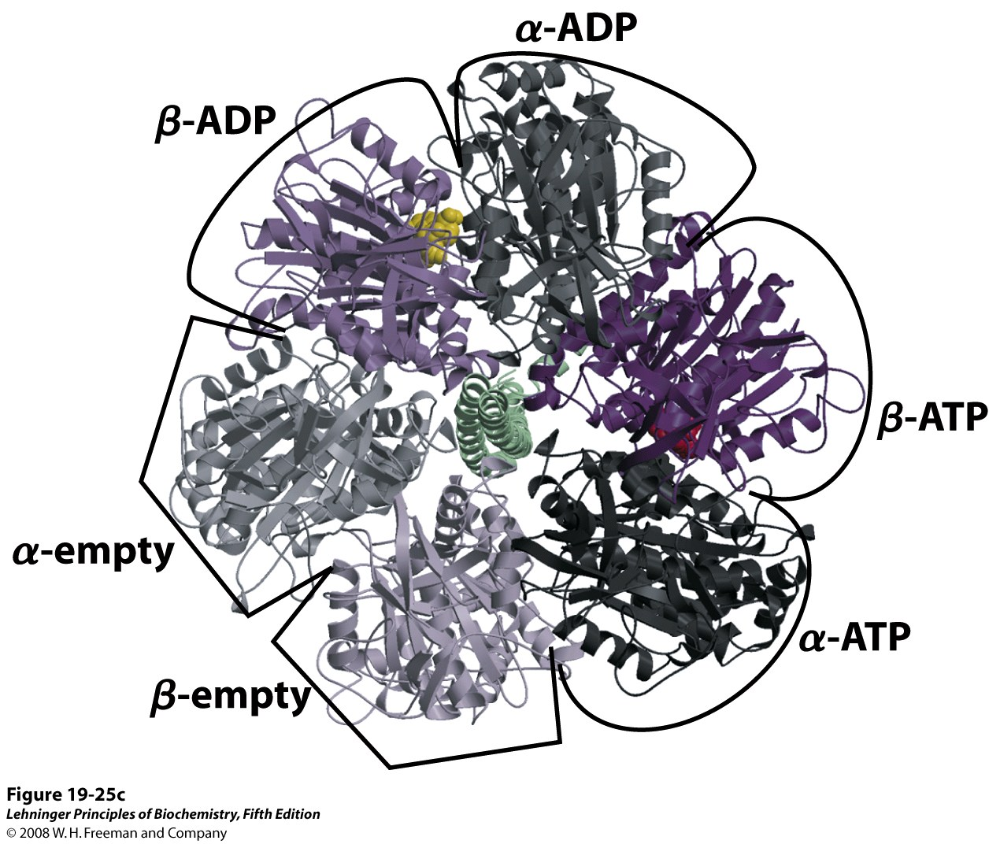 α-ADP
β-ADP
β-ATP
α-empty
α-ATP
β-empty
Figure 19-25c
Lehninger Principles of Biochemistry, Fifth Edition
© 2008 W. H. Freeman and Company